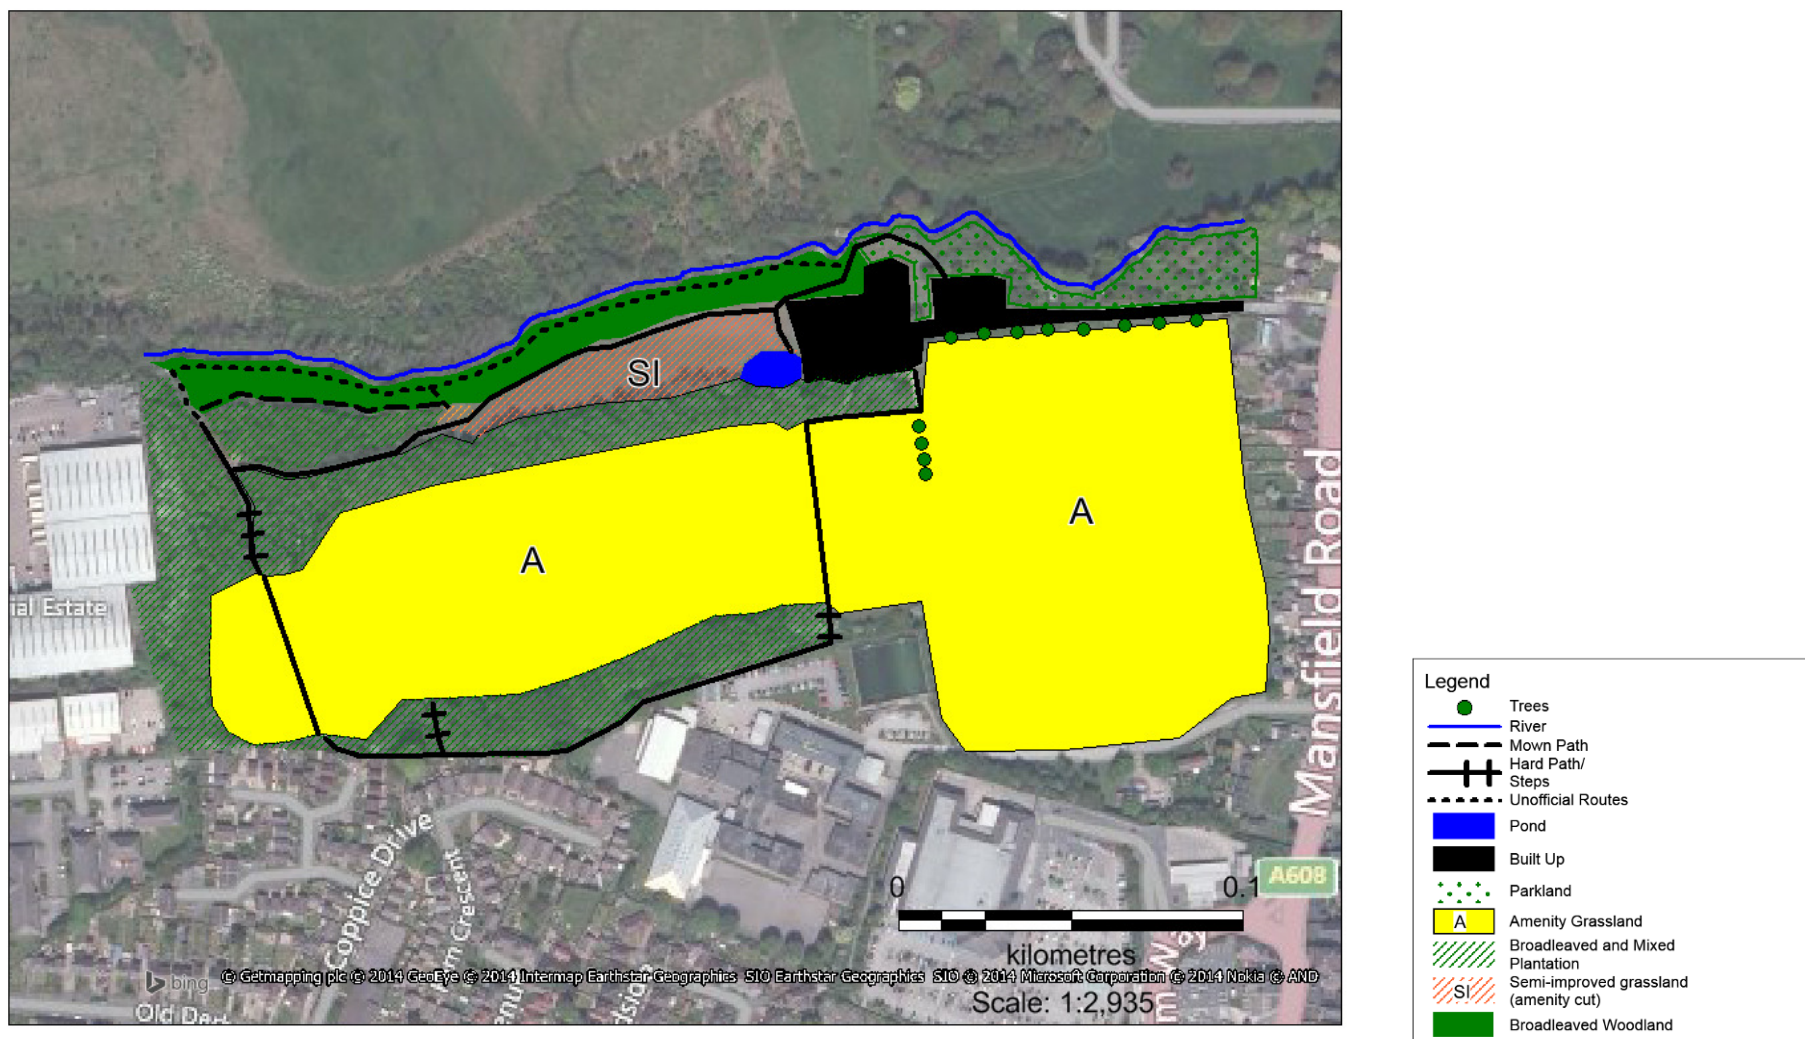 SI
A
A
ial Estate
Mansfield Road
Coppice Drive
Crescent
A608
0
0.1
kilometres
Scale: 1:2,935
bing
© Getmapping plc © 2014 GeoEye © 2014 Intermap Earthstar Geographics SIO Earthstar Geographics SIO © 2014 Microsoft Corporation © 2014 Nokia © AND
Legend
Trees
River
Mown Path
Hard Path/
Steps
Unofficial Routes
Pond
Built Up
Parkland
A Amenity Grassland
Broadleaved and Mixed
Plantation
SI Semi-improved grassland
(amenity cut)
Broadleaved Woodland